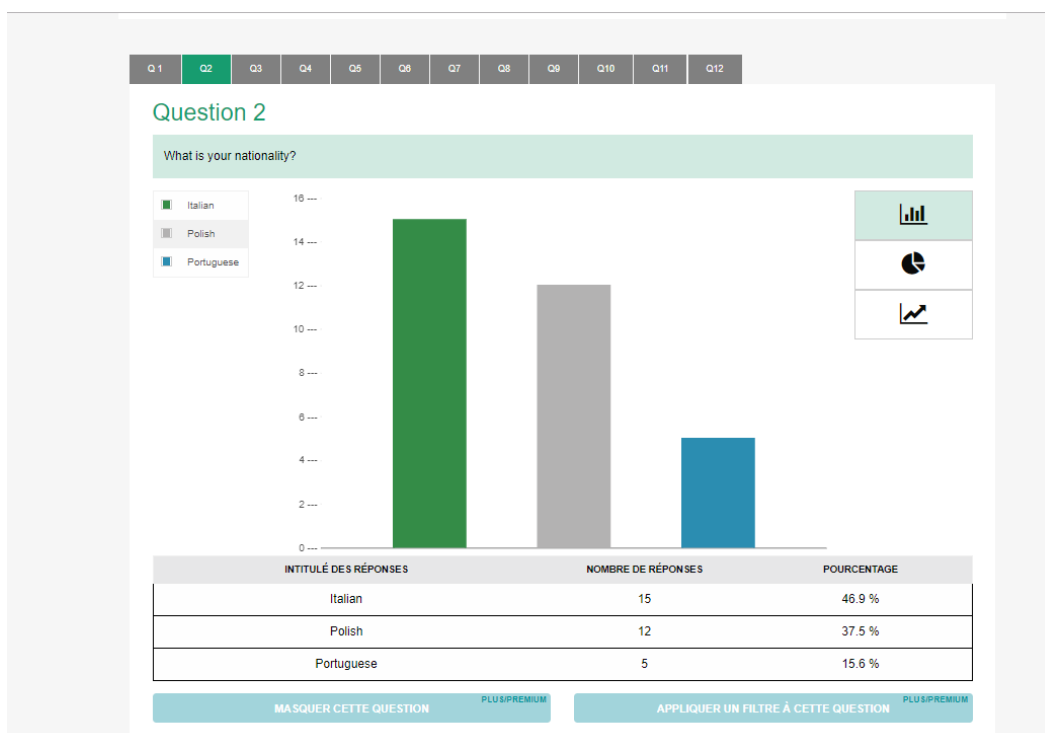 Q 1 Q2 Q3 Q4 Q5 Q6 Q7 Q8 Q9 Q10 Q11 Q12
Question 2
What is your nationality?
Italian
Polish
Portuguese
16 ---
14 ---
12 ---
10 ---
8 ---
6 ---
4 ---
2 ---
0 ---
INTITULÉ DES RÉPONSES NOMBRE DE RÉPONSES POURCENTAGE
Italian 15 46.9 %
Polish 12 37.5 %
Portuguese 5 15.6 %
MASQUER CETTE QUESTION PLUS/PREMIUM
APPLIQUER UN FILTRE À CETTE QUESTION PLUS/PREMIUM